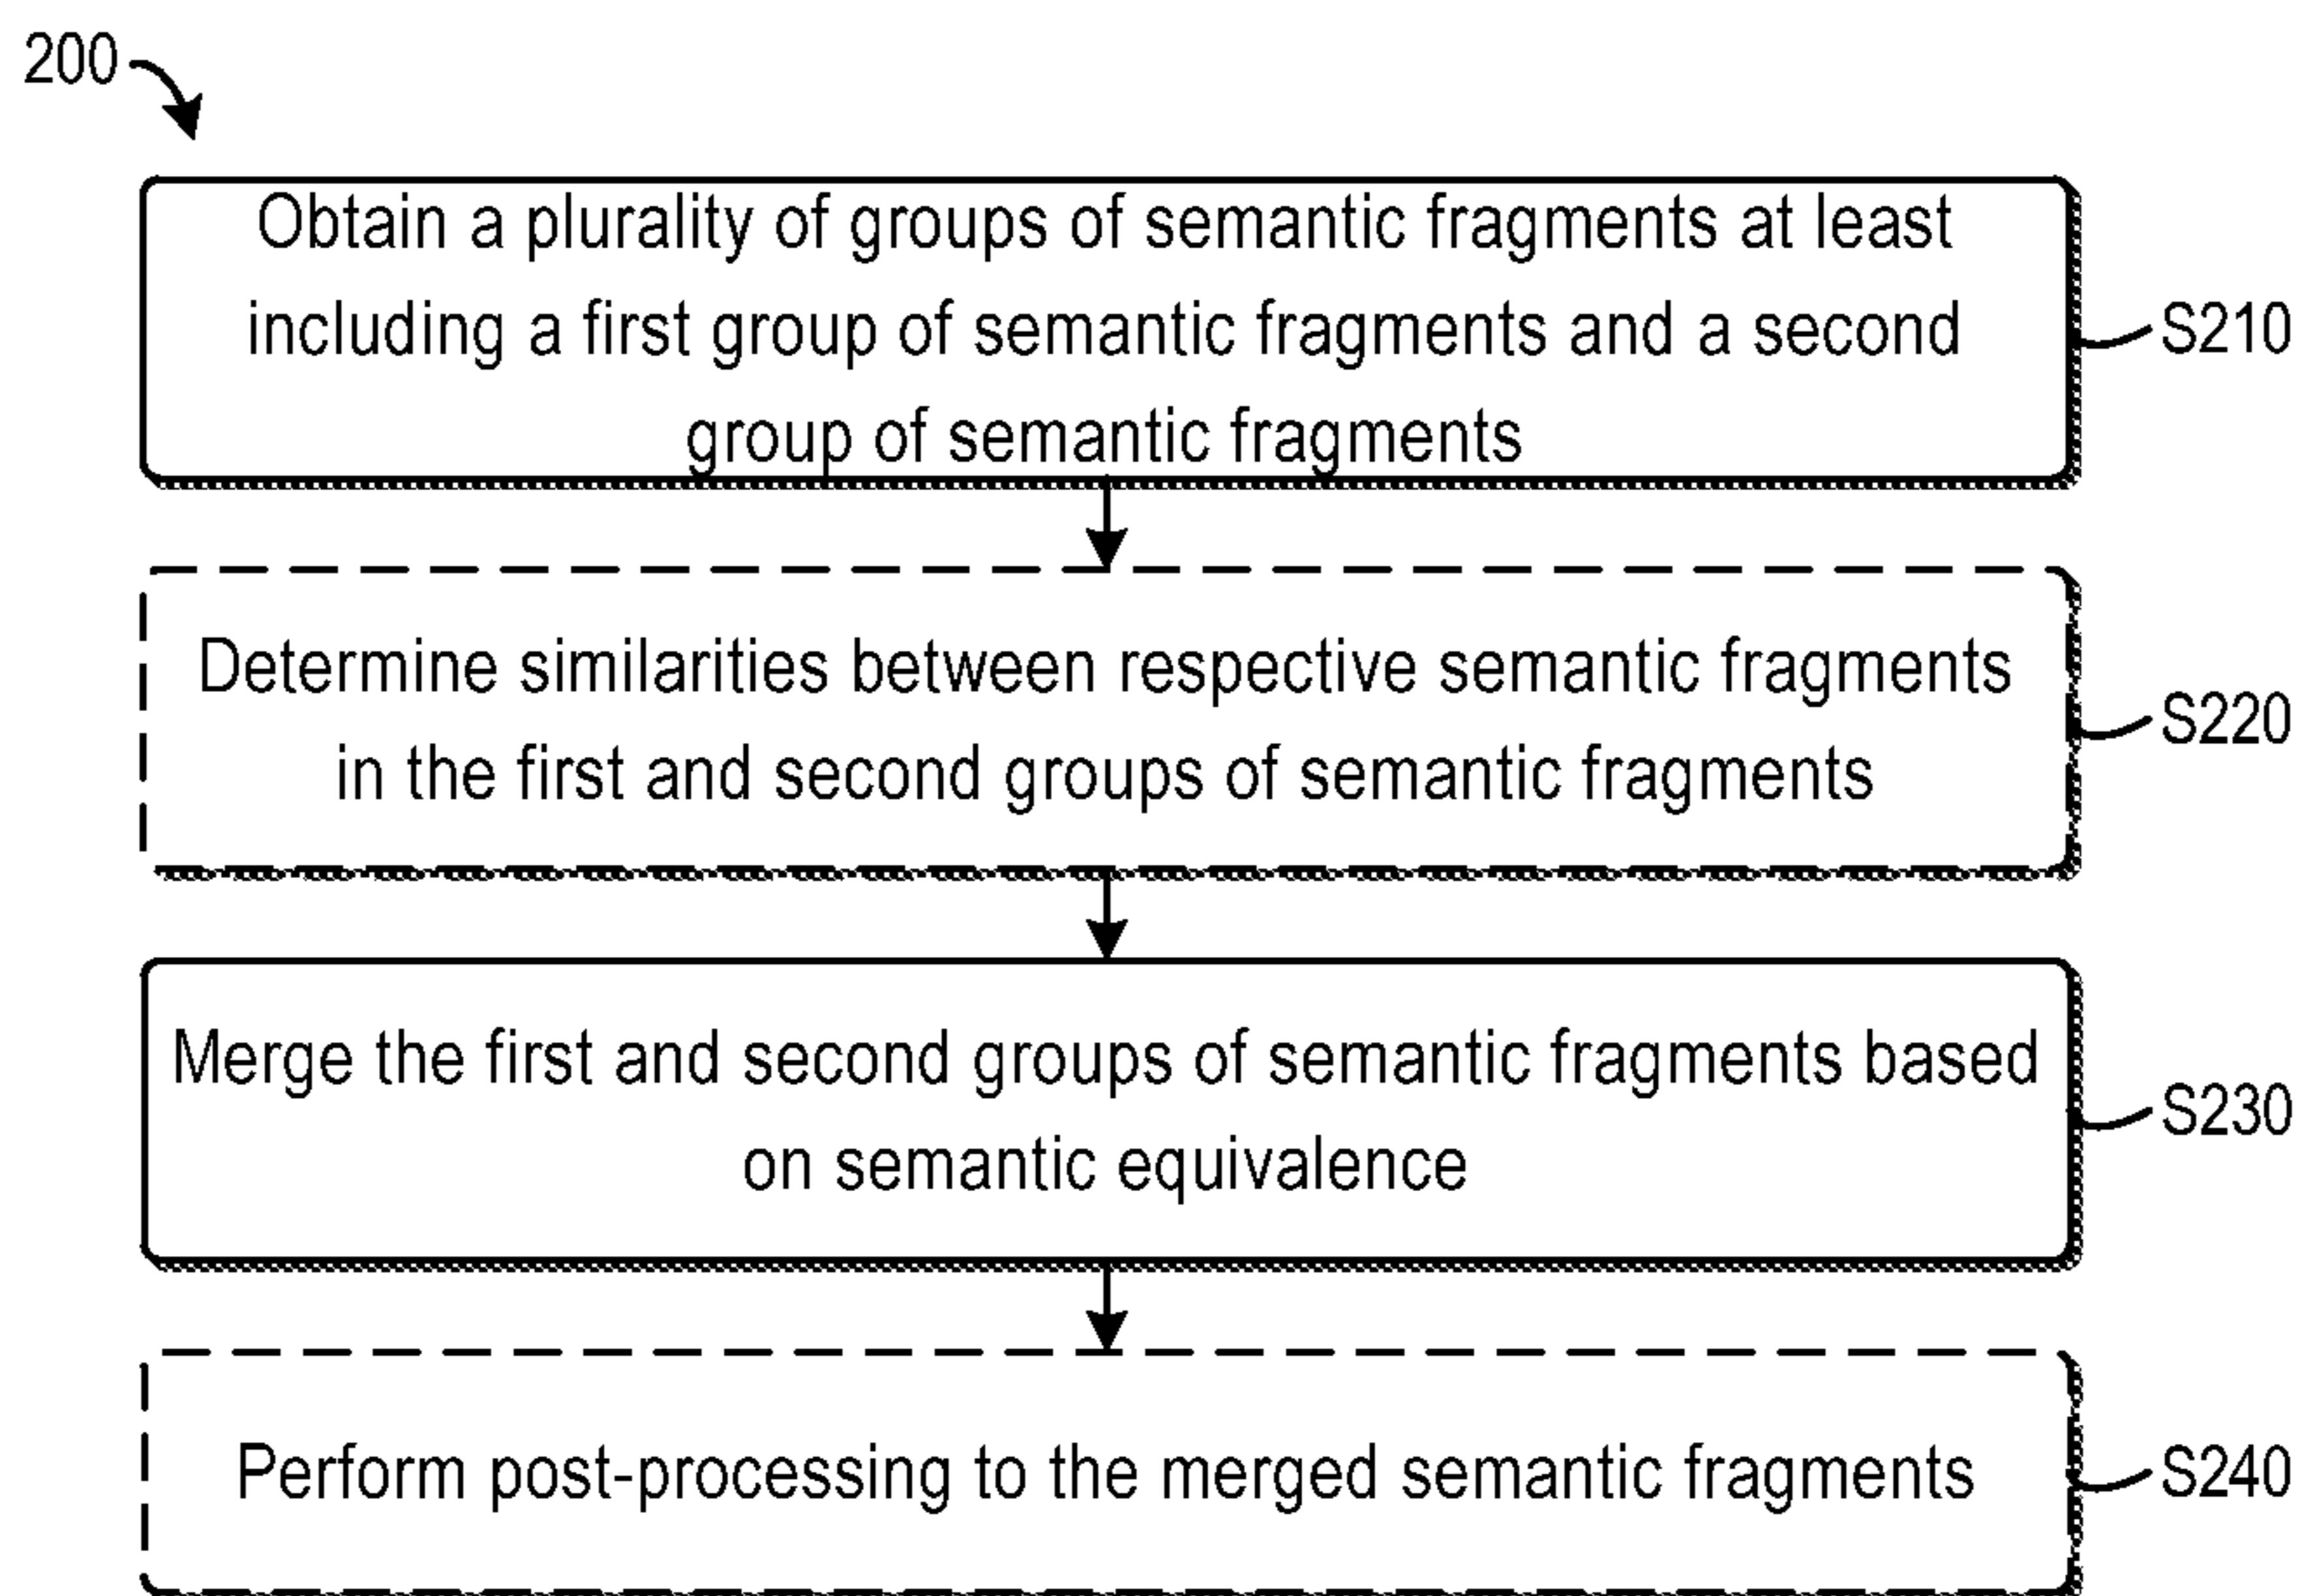 200
Obtain a plurality of groups of semantic fragments at least
including a first group of semantic fragments and a second
group of semantic fragments
S210
Determine similarities between respective semantic fragments
in the first and second groups of semantic fragments
S220
Merge the first and second groups of semantic fragments based
on semantic equivalence
S230
Perform post-processing to the merged semantic fragments
S240